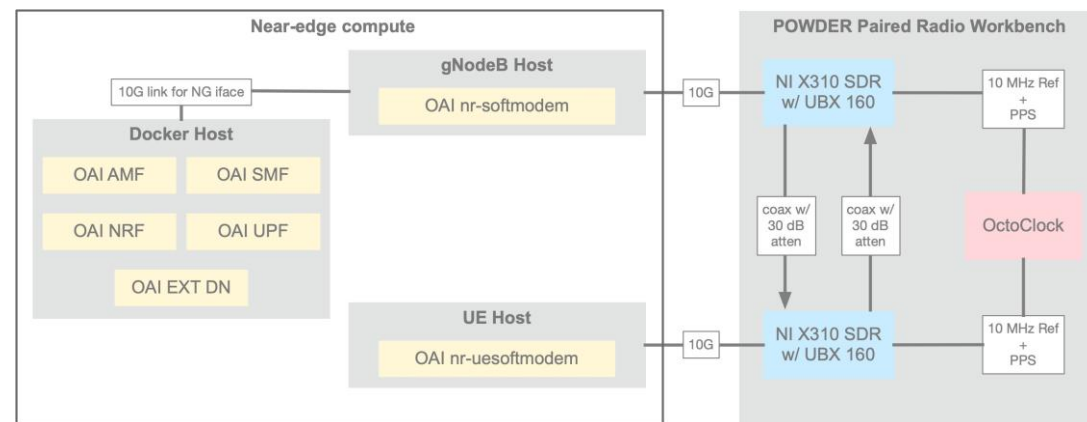 Near-edge compute
POWDER Paired Radio Workbench
gNodeB Host
OAI nr-softmodem
10G link for NG iface
Docker Host
OAI AMF
OAI SMF
OAI NRF
OAI UPF
OAI EXT DN
UE Host
OAI nr-uesoftmodem
10G
10G
NI X310 SDR
w/ UBX 160
10 MHz Ref
+
PPS
coax w/
30 dB
atten
coax w/
30 dB
atten
OctoClock
NI X310 SDR
w/ UBX 160
10 MHz Ref
+
PPS